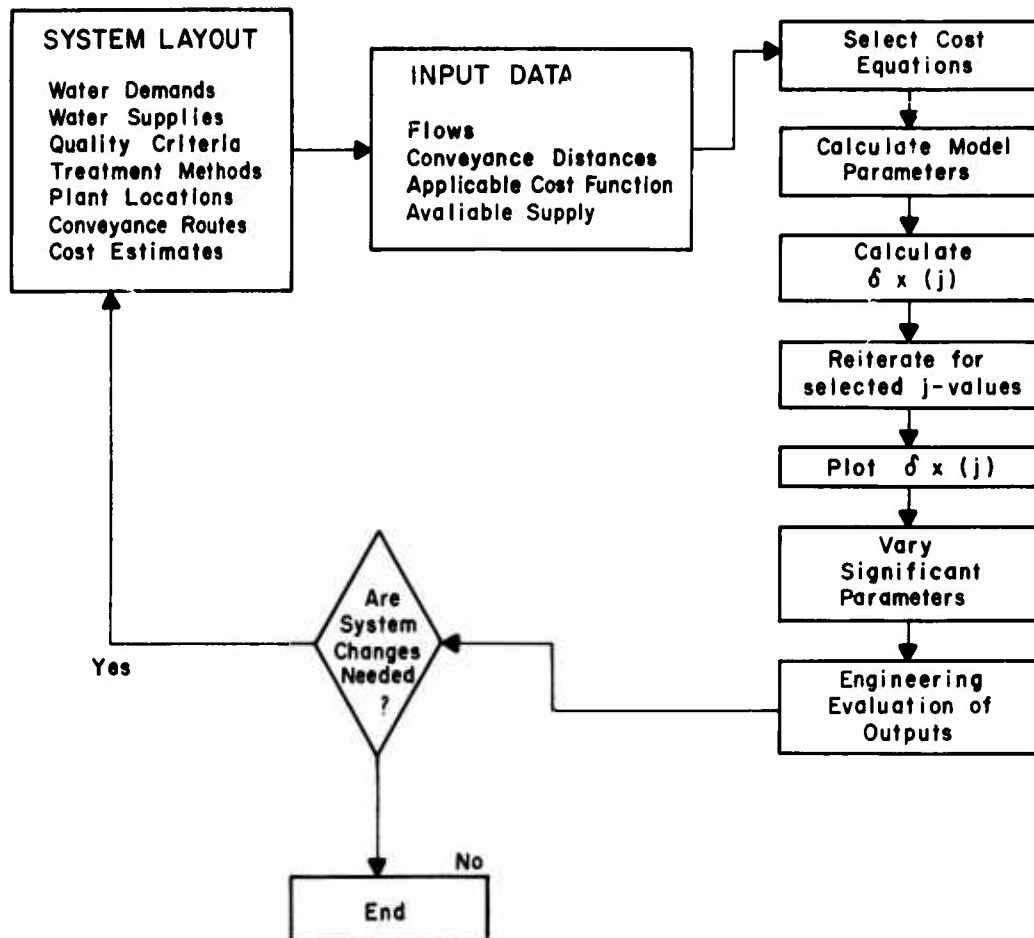 SYSTEM LAYOUT
Water Demands
Water Supplies
Quality Criteria
Treatment Methods
Plant Locations
Conveyance Routes
Cost Estimates
INPUT DATA
Flows
Conveyance Distances
Applicable Cost Function
Avaliable Supply
Select Cost
Equations
Calculate Model
Parameters
Calculate
δ x (j)
Reiterate for
selected j-values
Plot δ x (j)
Vary
Significant
Parameters
Engineering
Evaluation of
Outputs
Are
System
Changes
Needed
?
Yes
No
End